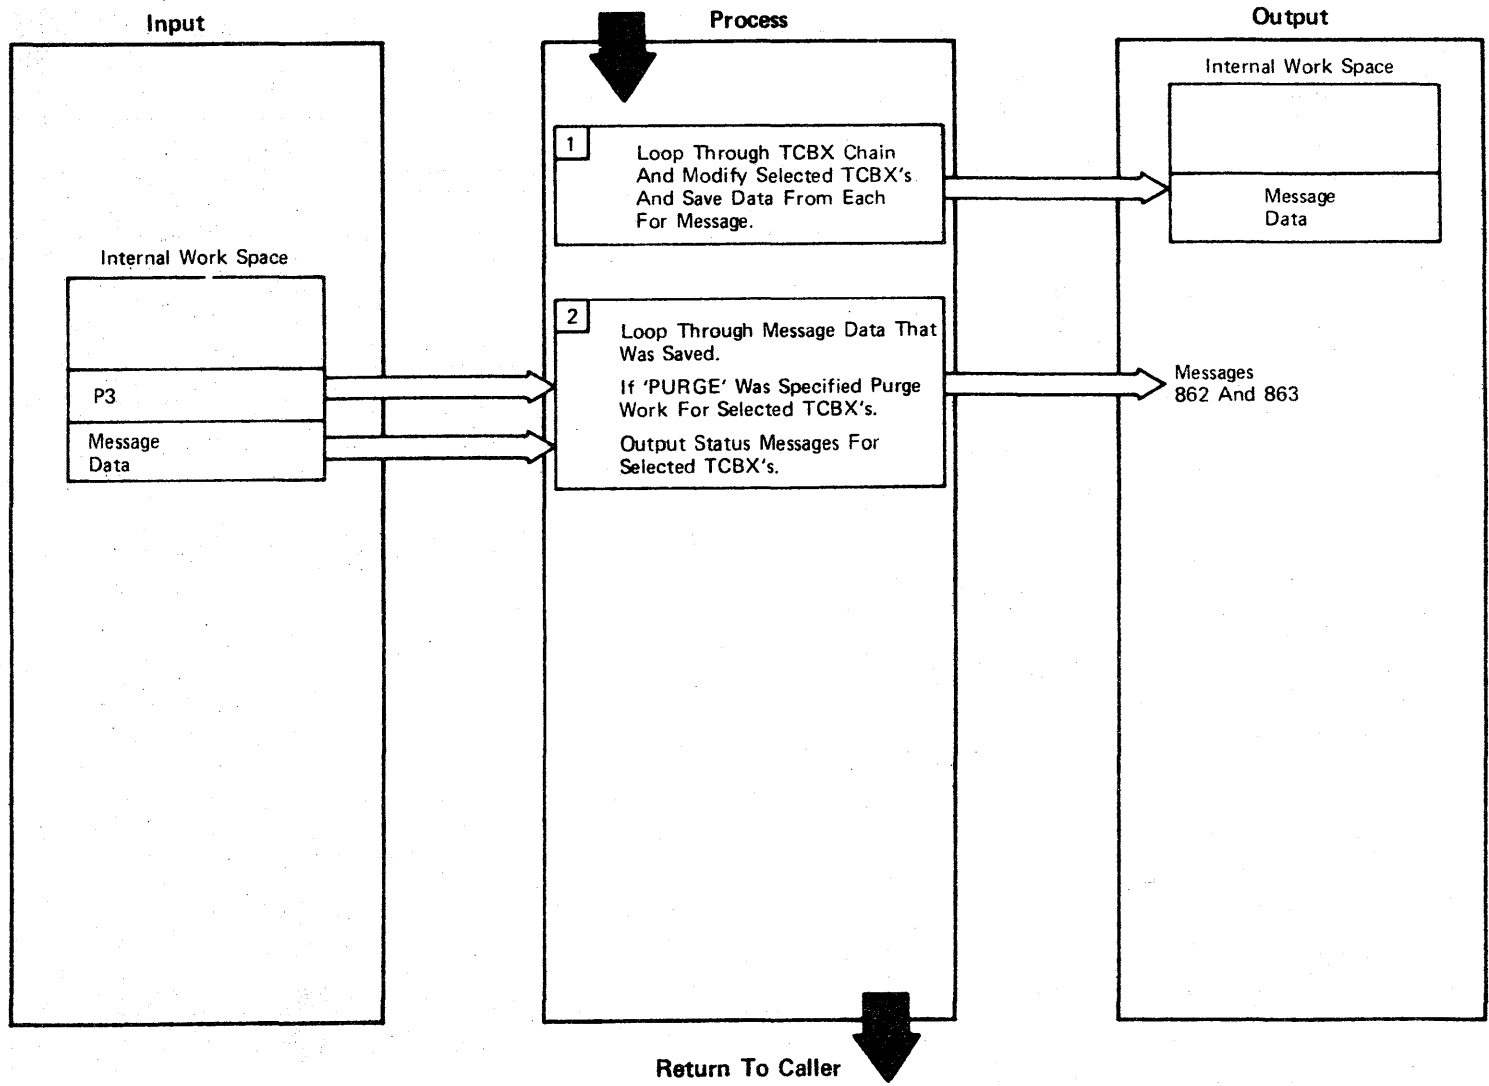 Input
Process
Output
Internal Work Space
1
Loop Through TCBX Chain
And Modify Selected TCBX's
And Save Data From Each
For Message.
Message
Data
Internal Work Space
P3
Message
Data
2
Loop Through Message Data That
Was Saved.
If 'PURGE' Was Specified Purge
Work For Selected TCBX's.
Output Status Messages For
Selected TCBX's.
Messages
862 And 863
Return To Caller